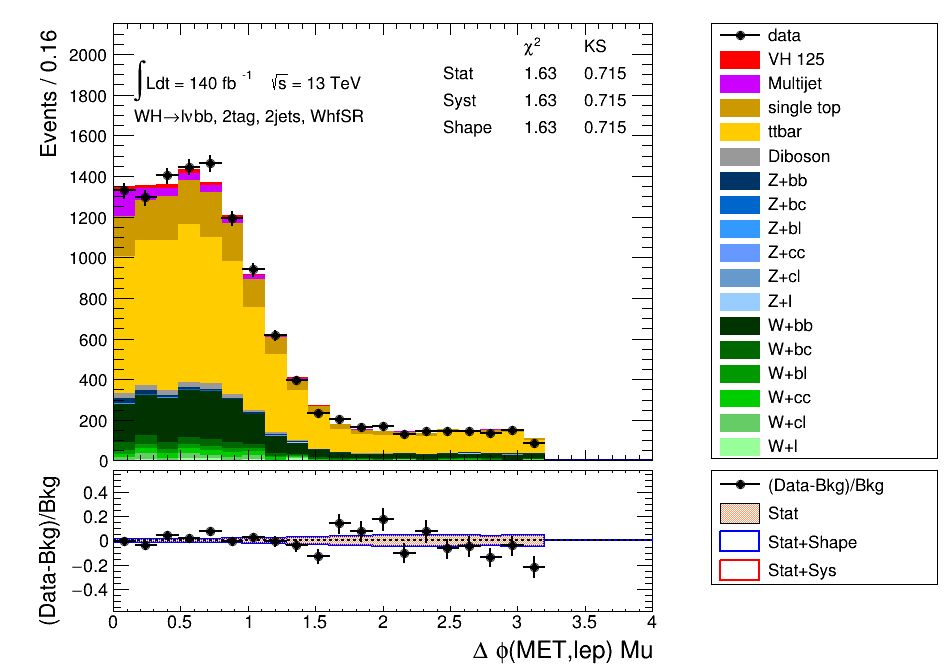 Events / 0.16
2000
1800
1600
1400
1200
1000
800
600
400
200
0
∫Ldt = 140 fb⁻¹ √s = 13 TeV
WH→lνbb, 2tag, 2jets, WhfSR
χ² KS
Stat 1.63 0.715
Syst 1.63 0.715
Shape 1.63 0.715
data
VH 125
Multijet
single top
ttbar
Diboson
Z+bb
Z+bc
Z+bl
Z+cc
Z+cl
Z+l
W+bb
W+bc
W+bl
W+cc
W+cl
W+l
(Data-Bkg)/Bkg
0.4
0.2
0
−0.2
−0.4
0 0.5 1 1.5 2 2.5 3 3.5 4
Δ ϕ(MET,lep) Mu
(Data-Bkg)/Bkg
Stat
Stat+Shape
Stat+Sys